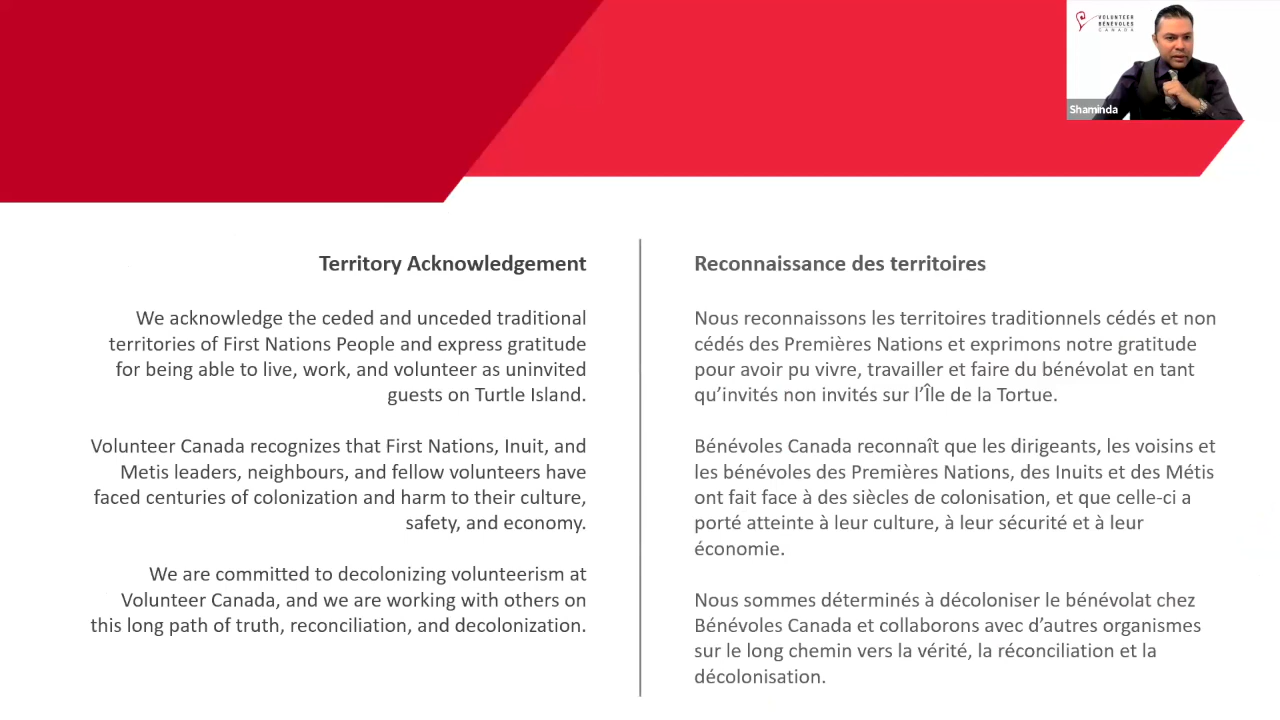 VOLUNTEER
BÉNÉVOLES
CANADA
Shaminda
Territory Acknowledgement
We acknowledge the ceded and unceded traditional
territories of First Nations People and express gratitude
for being able to live, work, and volunteer as uninvited
guests on Turtle Island.
Volunteer Canada recognizes that First Nations, Inuit, and
Metis leaders, neighbours, and fellow volunteers have
faced centuries of colonization and harm to their culture,
safety, and economy.
We are committed to decolonizing volunteerism at
Volunteer Canada, and we are working with others on
this long path of truth, reconciliation, and decolonization.
Reconnaissance des territoires
Nous reconnaissons les territoires traditionnels cédés et non
cédés des Premières Nations et exprimons notre gratitude
pour avoir pu vivre, travailler et faire du bénévolat en tant
qu’invités non invités sur l’Île de la Tortue.
Bénévoles Canada reconnaît que les dirigeants, les voisins et
les bénévoles des Premières Nations, des Inuits et des Métis
ont fait face à des siècles de colonisation, et que celle-ci a
porté atteinte à leur culture, à leur sécurité et à leur
économie.
Nous sommes déterminés à décoloniser le bénévolat chez
Bénévoles Canada et collaborons avec d’autres organismes
sur le long chemin vers la vérité, la réconciliation et la
décolonisation.